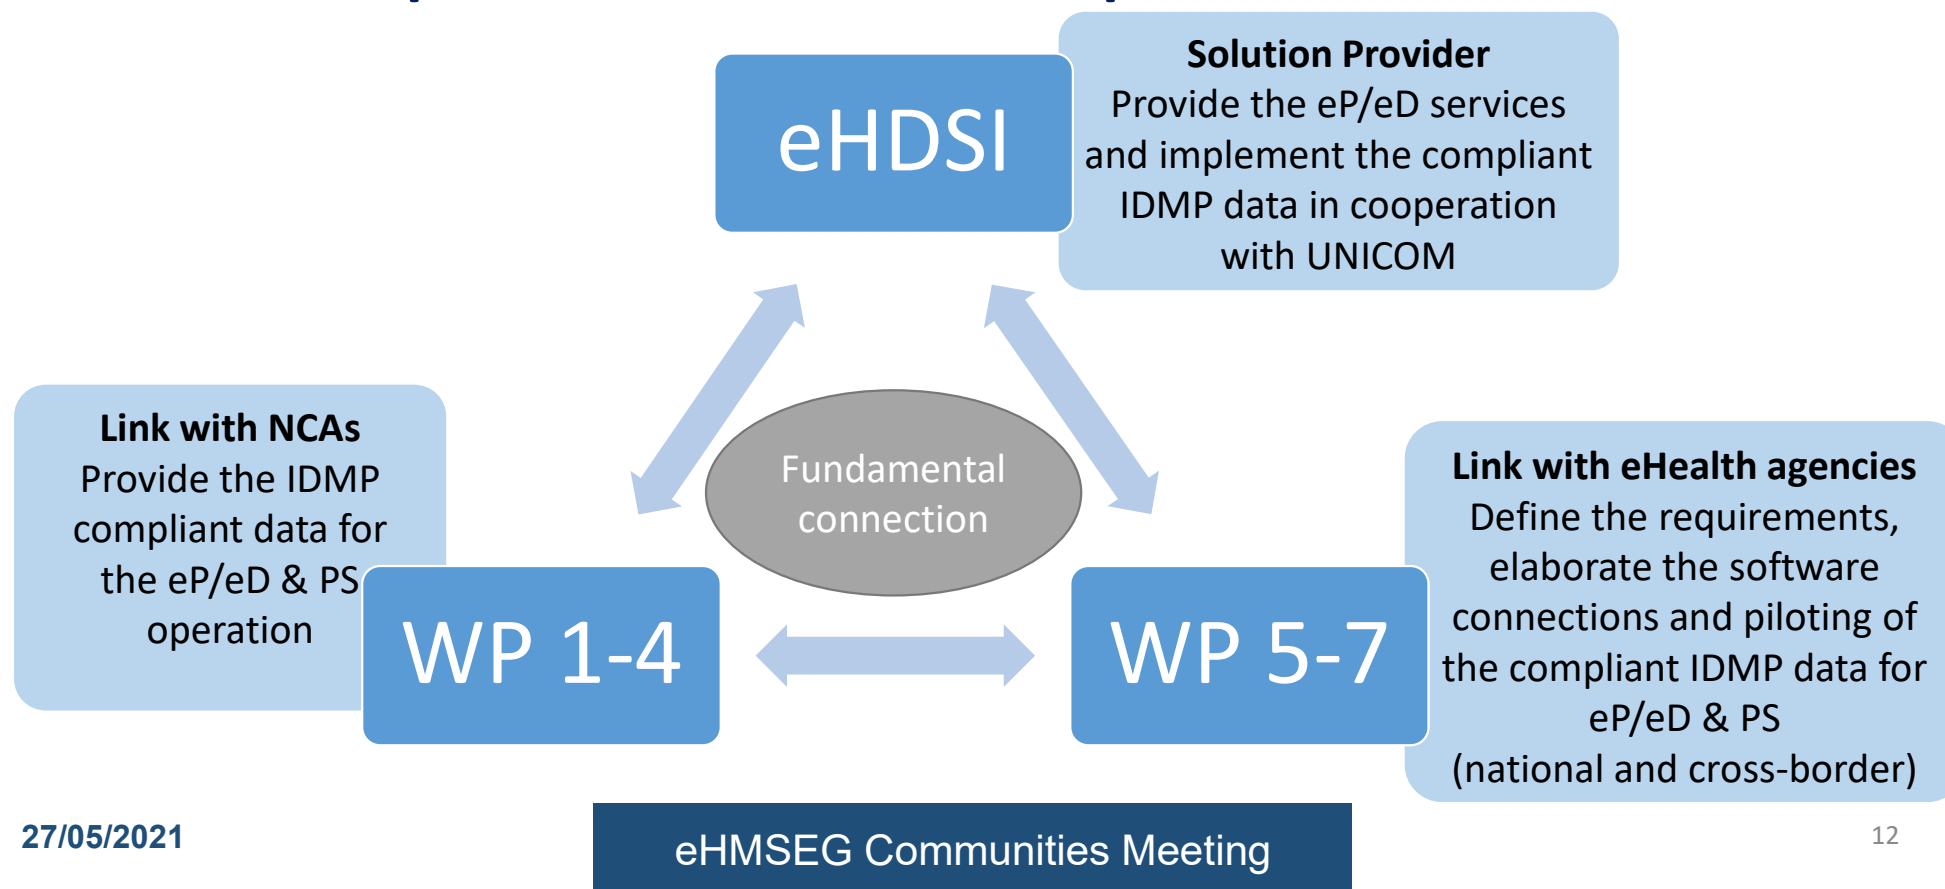 eHDSI
Solution Provider
Provide the eP/eD services
and implement the compliant
IDMP data in cooperation
with UNICOM
Fundamental
connection
Link with NCAs
Provide the IDMP
compliant data for
the eP/eD & PS
operation
WP 1-4
WP 5-7
Link with eHealth agencies
Define the requirements,
elaborate the software
connections and piloting of
the compliant IDMP data for
eP/eD & PS
(national and cross-border)
27/05/2021
eHMSEG Communities Meeting
12